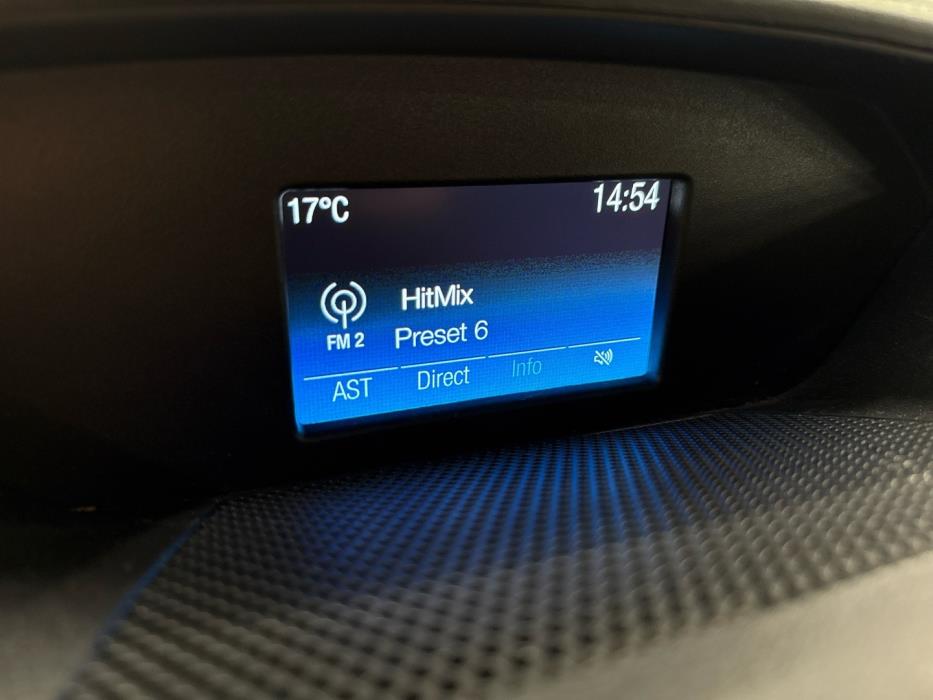 17°C 14:54
HitMix
FM 2 Preset 6
AST Direct Info